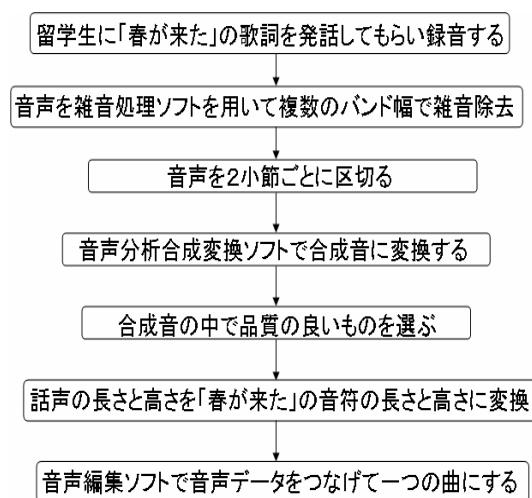 留学生に「春が来た」の歌詞を発話してもらい録音する
音声を雑音処理ソフトを用いて複数のバンド幅で雑音除去
音声を2小節ごとに区切る
音声分析合成変換ソフトで合成音に変換する
合成音の中で品質の良いものを選ぶ
話声の長さと高さを「春が来た」の音符の長さと高さに変換
音声編集ソフトで音声データをつなげて一つの曲にする